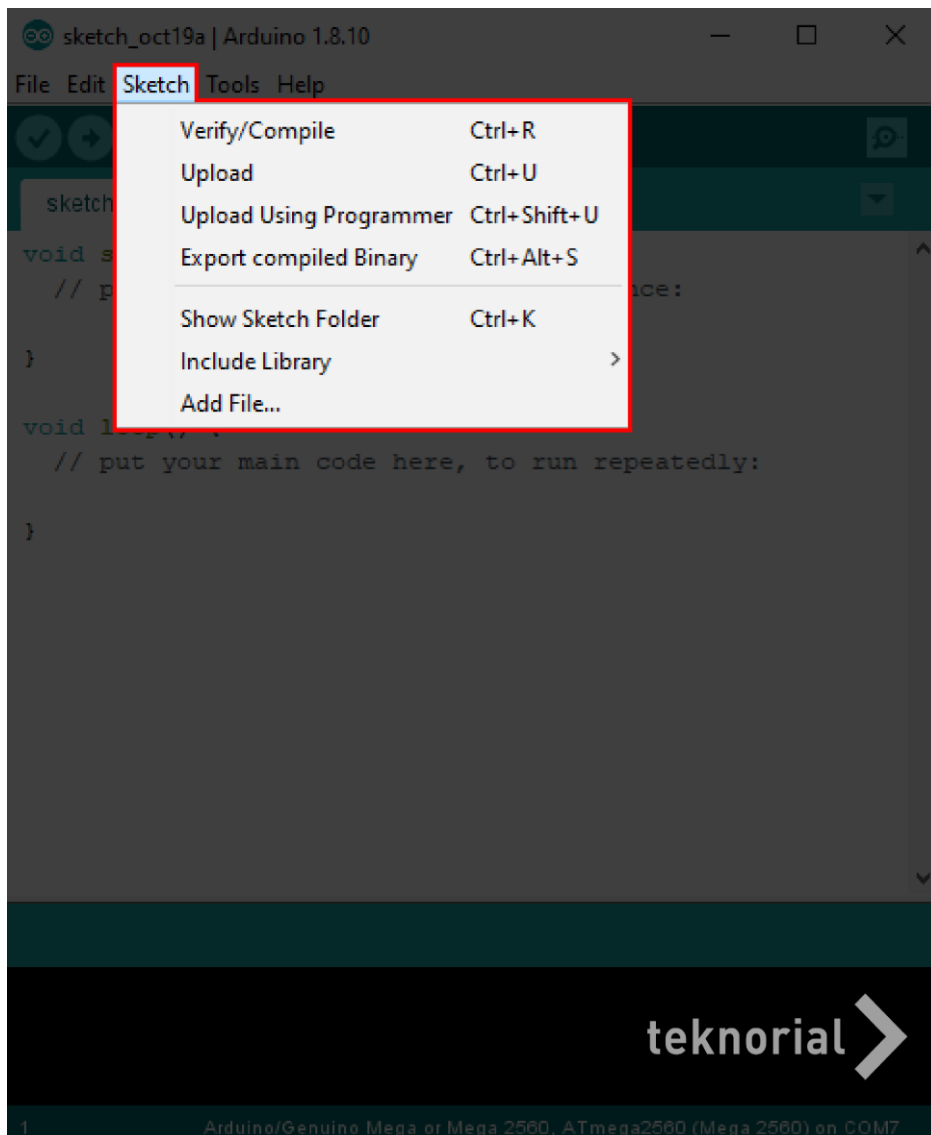 sketch_oct19a | Arduino 1.8.10
File Edit Sketch Tools Help
Verify/Compile Ctrl+R
Upload Ctrl+U
Upload Using Programmer Ctrl+Shift+U
Export compiled Binary Ctrl+Alt+S
Show Sketch Folder Ctrl+K
Include Library
Add File...
sketch
void s
// p nce:
}
void loop() {
// put your main code here, to run repeatedly:
}
teknorial
1 Arduino/Genuino Mega or Mega 2560, ATmega2560 (Mega 2560) on COM7